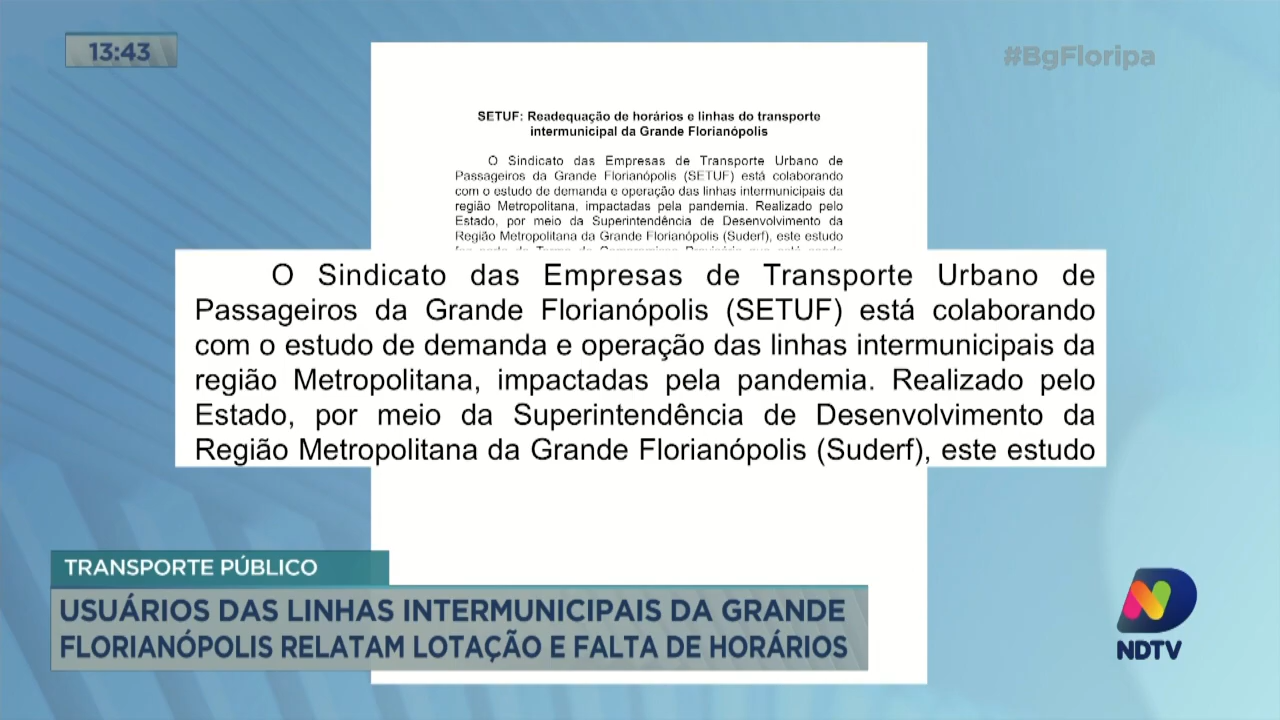 13:43
#BgFloripa
SETUF: Readequação de horários e linhas do transporte
intermunicipal da Grande Florianópolis
O Sindicato das Empresas de Transporte Urbano de
Passageiros da Grande Florianópolis (SETUF) está colaborando
com o estudo de demanda e operação das linhas intermunicipais da
região Metropolitana, impactadas pela pandemia. Realizado pelo
Estado, por meio da Superintendência de Desenvolvimento da
Região Metropolitana da Grande Florianópolis (Suderf), este estudo
O Sindicato das Empresas de Transporte Urbano de
Passageiros da Grande Florianópolis (SETUF) está colaborando
com o estudo de demanda e operação das linhas intermunicipais da
região Metropolitana, impactadas pela pandemia. Realizado pelo
Estado, por meio da Superintendência de Desenvolvimento da
Região Metropolitana da Grande Florianópolis (Suderf), este estudo
TRANSPORTE PÚBLICO
USUÁRIOS DAS LINHAS INTERMUNICIPAIS DA GRANDE
FLORIANÓPOLIS RELATAM LOTAÇÃO E FALTA DE HORÁRIOS
NDTV